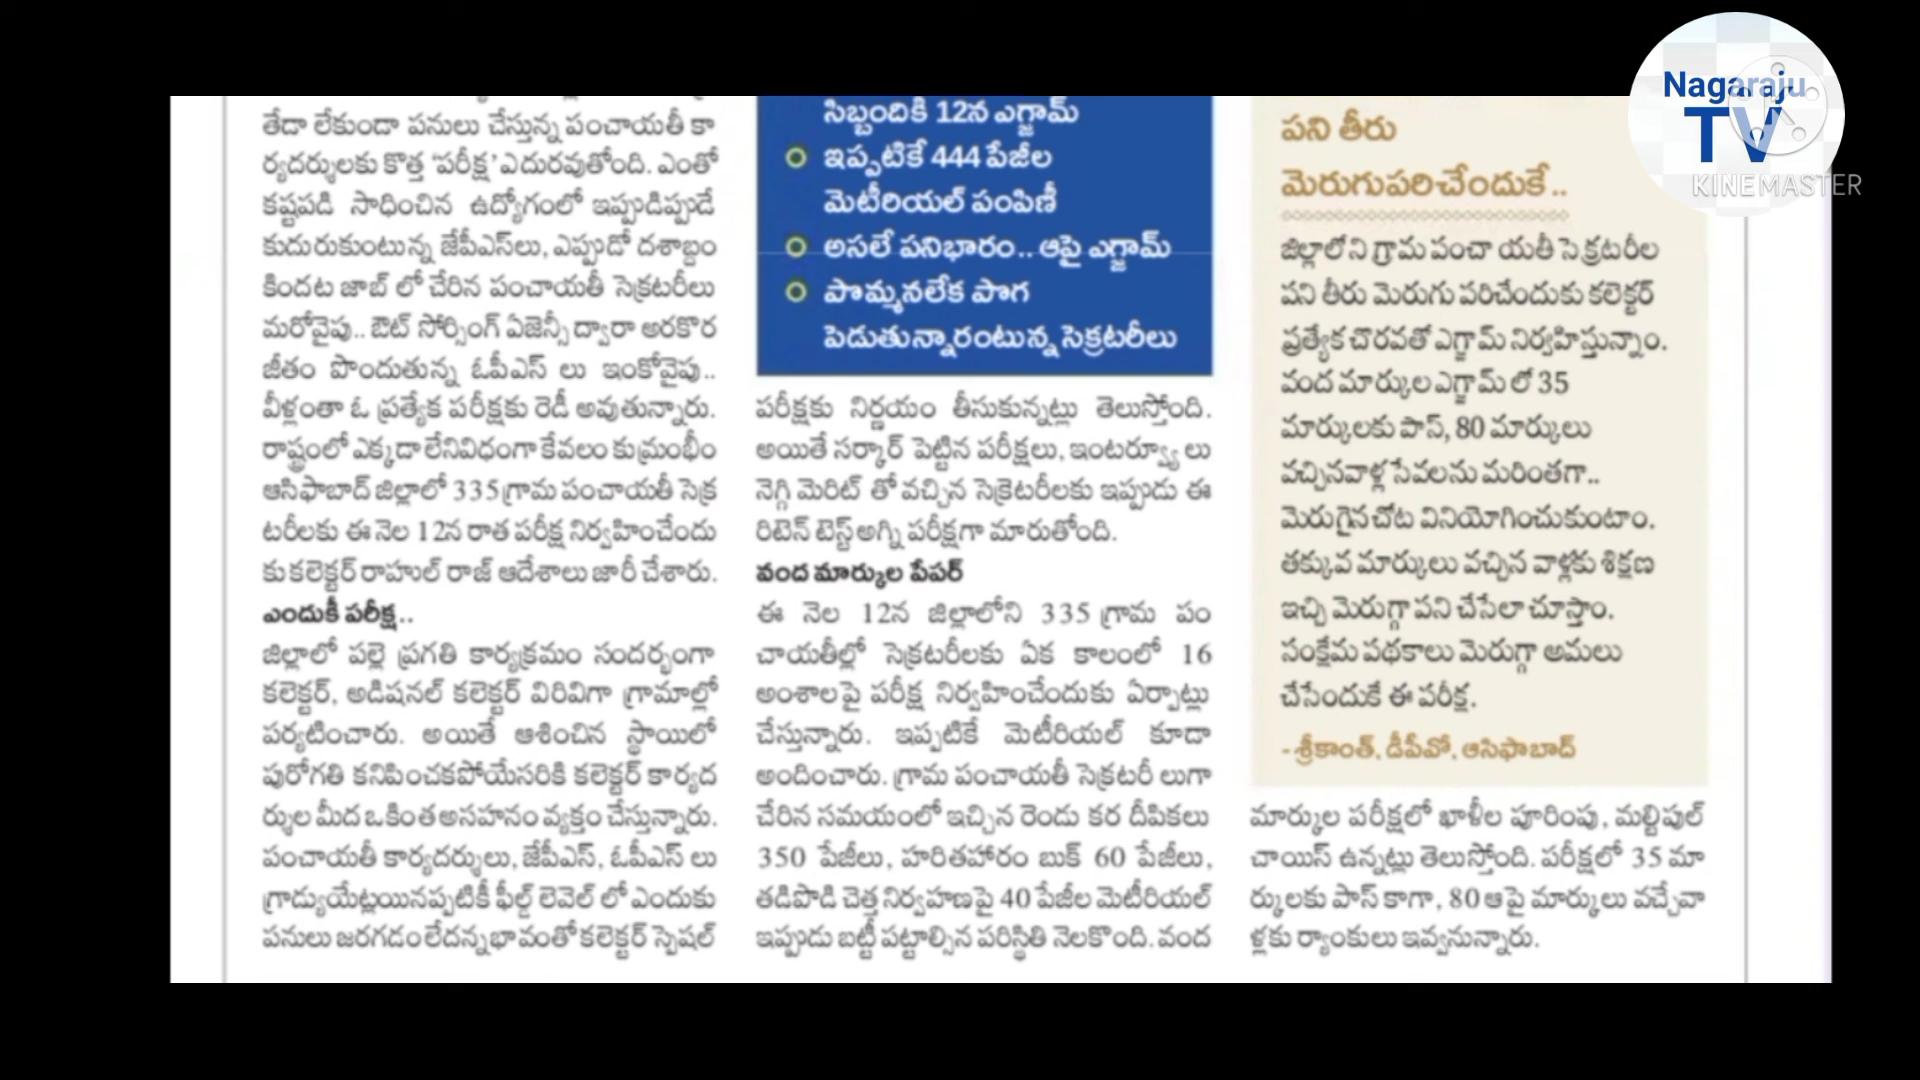 తేడా లేకుండా పనులు చేస్తున్న పంచాయతీ కా
ర్యదర్శులకు కొత్త 'పరీక్ష' ఎదురవుతోంది. ఎంతో
కష్టపడి సాధించిన ఉద్యోగంలో ఇప్పుడిప్పుడే
కుదురుకుంటున్న జేపీఎస్‌లు, ఎప్పుడో దశాబ్దం
కిందట జాబ్ లో చేరిన పంచాయతీ సెక్రటరీలు
మరోవైపు.. ఔట్ సోర్సింగ్ ఏజెన్సీ ద్వారా అరకొర
జీతం పొందుతున్న ఓపీఎస్ లు ఇంకోవైపు..
వీళ్లంతా ఓ ప్రత్యేక పరీక్షకు రెడీ అవుతున్నారు.
రాష్ట్రంలో ఎక్కడా లేనివిధంగా కేవలం కుమ్రంభీం
ఆసిఫాబాద్ జిల్లాలో 335 గ్రామ పంచాయతీ సెక్ర
టరీలకు ఈ నెల 12న రాత పరీక్ష నిర్వహించేందు
కు కలెక్టర్ రాహుల్ రాజ్ ఆదేశాలు జారీ చేశారు.
ఎందుకీ పరీక్ష..
జిల్లాలో పల్లె ప్రగతి కార్యక్రమం సందర్భంగా
కలెక్టర్, అడిషనల్ కలెక్టర్ విరివిగా గ్రామాల్లో
పర్యటించారు. అయితే ఆశించిన స్థాయిలో
పురోగతి కనిపించకపోయేసరికి కలెక్టర్ కార్యద
ర్శుల మీద ఒకింత అసహనం వ్యక్తం చేస్తున్నారు.
పంచాయతీ కార్యదర్శులు, జేపీఎస్, ఓపీఎస్ లు
గ్రాడ్యుయేట్లయినప్పటికీ ఫీల్డ్ లెవెల్ లో ఎందుకు
పనులు జరగడం లేదన్న భావంతో కలెక్టర్ స్పెషల్
సిబ్బందికి 12న ఎగ్జామ్
ఇప్పటికే 444 పేజీల
మెటీరియల్ పంపిణీ
అసలే పనిభారం.. ఆపై ఎగ్జామ్
పొమ్మనలేక పొగ
పెడుతున్నారంటున్న సెక్రటరీలు
పరీక్షకు నిర్ణయం తీసుకున్నట్లు తెలుస్తోంది.
అయితే సర్కార్ పెట్టిన పరీక్షలు, ఇంటర్వ్యూ లు
నెగ్గి మెరిట్ తో వచ్చిన సెక్రెటరీలకు ఇప్పుడు ఈ
రిటెన్ టెస్ట్ అగ్ని పరీక్షగా మారుతోంది.
వంద మార్కుల పేపర్
ఈ నెల 12న జిల్లాలోని 335 గ్రామ పం
చాయతీల్లో సెక్రటరీలకు ఏక కాలంలో 16
అంశాలపై పరీక్ష నిర్వహించేందుకు ఏర్పాట్లు
చేస్తున్నారు. ఇప్పటికే మెటీరియల్ కూడా
అందించారు. గ్రామ పంచాయతీ సెక్రటరీ లుగా
చేరిన సమయంలో ఇచ్చిన రెండు కర దీపికలు
350 పేజీలు, హరితహారం బుక్ 60 పేజీలు,
తడిపొడి చెత్త నిర్వహణపై 40 పేజీల మెటీరియల్
ఇప్పుడు బట్టీ పట్టాల్సిన పరిస్థితి నెలకొంది. వంద
పని తీరు
మెరుగుపరిచేందుకే..
జిల్లాలోని గ్రామ పంచా యతీ సెక్రటరీల
పని తీరు మెరుగు పరిచేందుకు కలెక్టర్
ప్రత్యేక చొరవతో ఎగ్జామ్ నిర్వహిస్తున్నాం.
వంద మార్కుల ఎగ్జామ్ లో 35
మార్కులకు పాస్, 80 మార్కులు
వచ్చినవాళ్ల సేవలను మరింతగా..
మెరుగైన చోట వినియోగించుకుంటాం.
తక్కువ మార్కులు వచ్చిన వాళ్లకు శిక్షణ
ఇచ్చి మెరుగ్గా పని చేసేలా చూస్తాం.
సంక్షేమ పథకాలు మెరుగ్గా అమలు
చేసేందుకే ఈ పరీక్ష.
- శ్రీకాంత్, డీపీవో, ఆసిఫాబాద్
మార్కుల పరీక్షలో ఖాళీల పూరింపు, మల్టిపుల్
చాయిస్ ఉన్నట్లు తెలుస్తోంది. పరీక్షలో 35 మా
ర్కులకు పాస్ కాగా, 80 ఆపై మార్కులు వచ్చేవా
ళ్లకు ర్యాంకులు ఇవ్వనున్నారు.
Nagaraju
TV
KINEMASTER